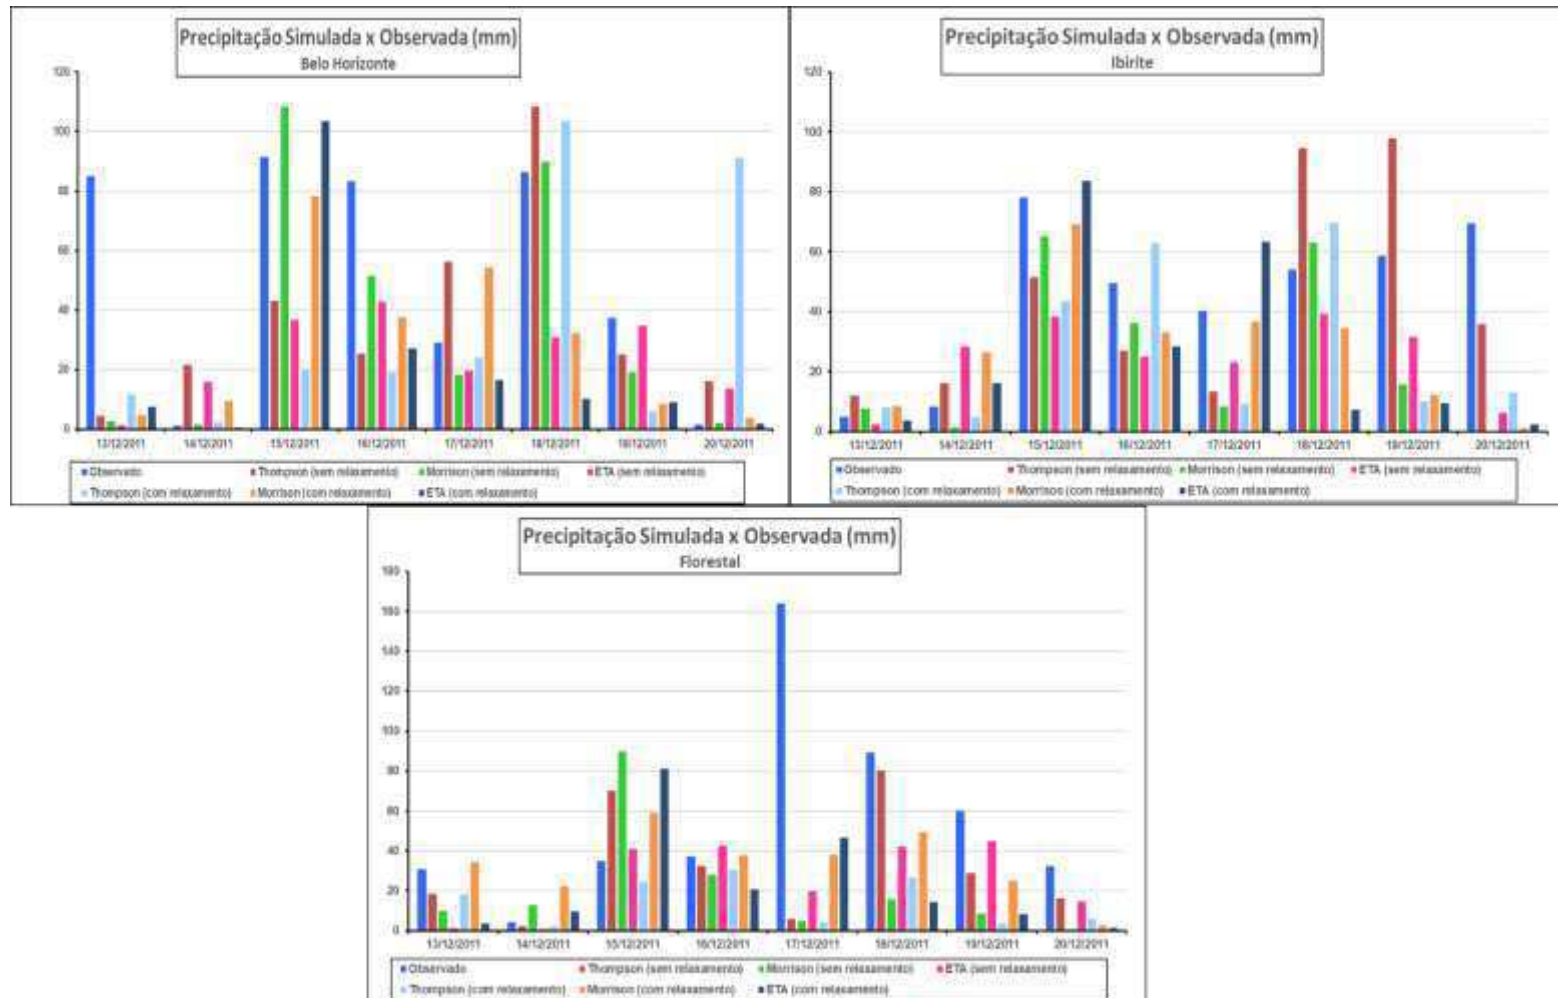 Precipitação Simulada x Observada (mm)
Belo Horizonte
120
100
80
60
40
20
0
13/12/2011 14/12/2011 15/12/2011 16/12/2011 17/12/2011 18/12/2011 19/12/2011 20/12/2011
Observado Thompson (sem relaxamento) Morrison (sem relaxamento) ETA (sem relaxamento)
Thompson (com relaxamento) Morrison (com relaxamento) ETA (com relaxamento)
Precipitação Simulada x Observada (mm)
Ibirite
120
100
80
60
40
20
0
13/12/2011 14/12/2011 15/12/2011 16/12/2011 17/12/2011 18/12/2011 19/12/2011 20/12/2011
Observado Thompson (sem relaxamento) Morrison (sem relaxamento) ETA (sem relaxamento)
Thompson (com relaxamento) Morrison (com relaxamento) ETA (com relaxamento)
Precipitação Simulada x Observada (mm)
Florestal
180
160
140
120
100
80
60
40
20
0
13/12/2011 14/12/2011 15/12/2011 16/12/2011 17/12/2011 18/12/2011 19/12/2011 20/12/2011
Observado Thompson (sem relaxamento) Morrison (sem relaxamento) ETA (sem relaxamento)
Thompson (com relaxamento) Morrison (com relaxamento) ETA (com relaxamento)